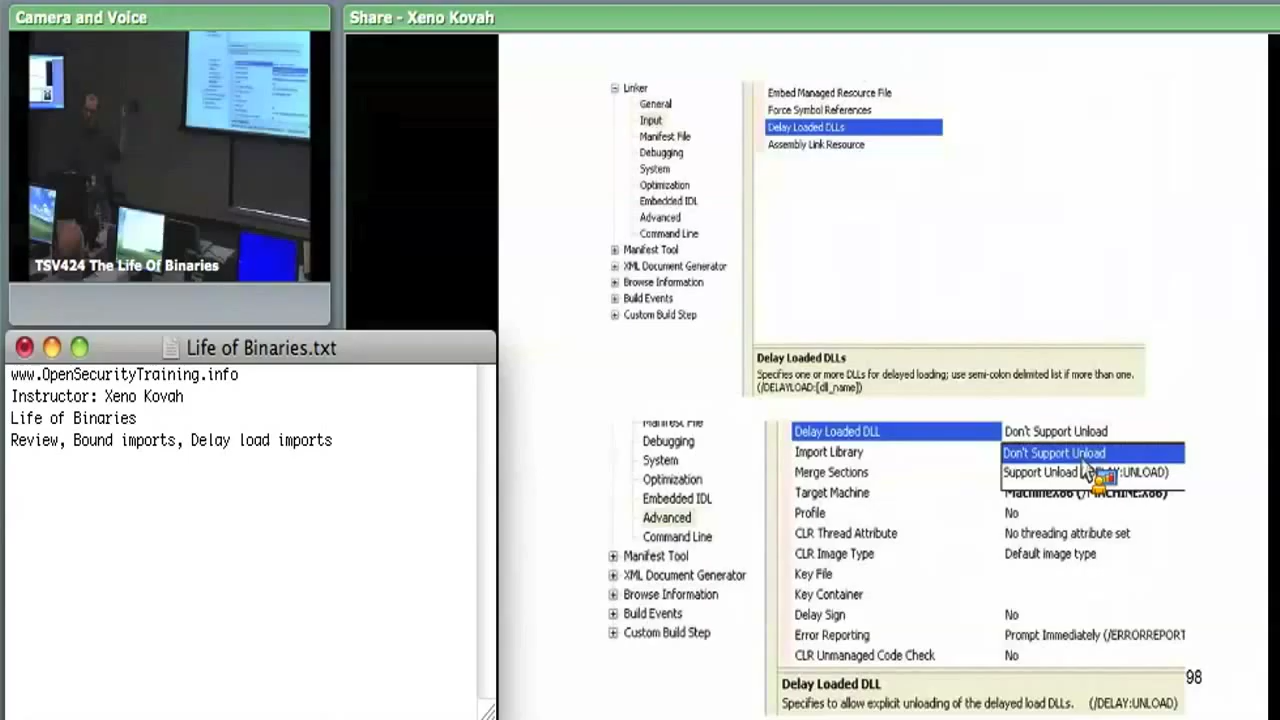 Camera and Voice
Share - Xeno Kovah
TSV424 The Life Of Binaries
Life of Binaries.txt
www.OpenSecurityTraining.info
Instructor: Xeno Kovah
Life of Binaries
Review, Bound imports, Delay load imports
Linker
General
Input
Manifest File
Debugging
System
Optimization
Embedded IDL
Advanced
Command Line
Manifest Tool
XML Document Generator
Browse Information
Build Events
Custom Build Step
Embed Managed Resource File
Force Symbol References
Delay Loaded DLLs
Assembly Link Resource
Delay Loaded DLLs
Specifies one or more DLLs for delayed loading; use semi-colon delimited list if more than one.
(/DELAYLOAD:[dll_name])
Manifest File
Debugging
System
Optimization
Embedded IDL
Advanced
Command Line
Manifest Tool
XML Document Generator
Browse Information
Build Events
Custom Build Step
Delay Loaded DLL Don't Support Unload
Import Library Don't Support Unload
Merge Sections Support Unload :UNLOAD)
Target Machine MachineX86 (/MACHINE:X86)
Profile No
CLR Thread Attribute No threading attribute set
CLR Image Type Default image type
Key File
Key Container
Delay Sign No
Error Reporting Prompt Immediately (/ERRORREPORT
CLR Unmanaged Code Check No
Delay Loaded DLL
Specifies to allow explicit unloading of the delayed load DLLs. (/DELAY:UNLOAD)
98